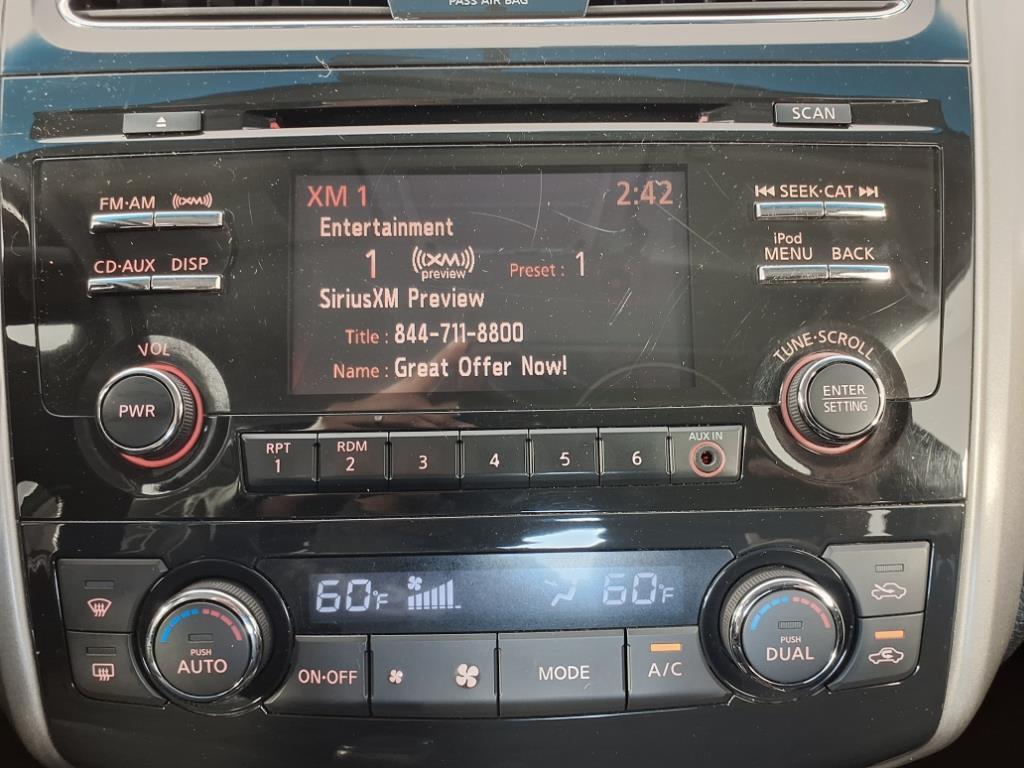 PASS AIR BAG
SCAN
FM·AM ((XM))
CD·AUX DISP
VOL
PWR
XM 1 2:42
Entertainment
1 ((XM)) preview Preset : 1
SiriusXM Preview
Title : 844-711-8800
Name : Great Offer Now!
SEEK·CAT
iPod
MENU BACK
TUNE·SCROLL
ENTER
SETTING
RPT
1
RDM
2
3
4
5
6
AUX IN
60°F 60°F
PUSH
AUTO
ON·OFF
MODE
A/C
PUSH
DUAL